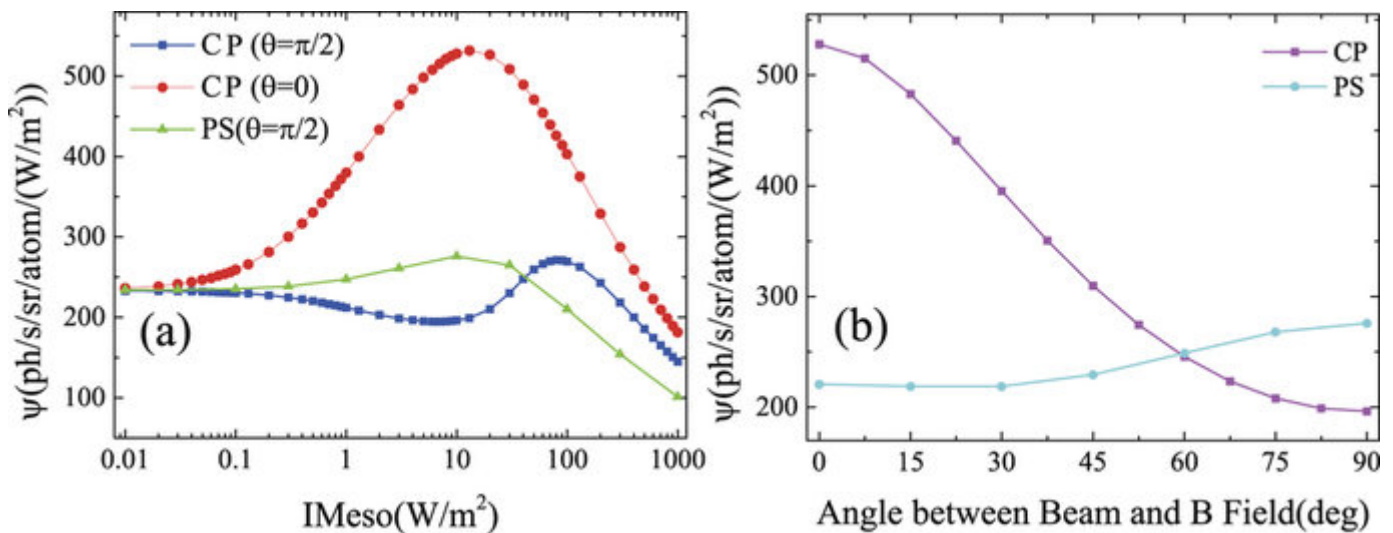 ψ(ph/s/sr/atom/(W/m²))
500
400
300
200
100
CP (θ=π/2)
CP (θ=0)
PS(θ=π/2)
(a)
0.01 0.1 1 10 100 1000
IMeso(W/m²)
ψ(ph/s/sr/atom/(W/m²))
500
400
300
200
CP
PS
(b)
0 15 30 45 60 75 90
Angle between Beam and B Field(deg)